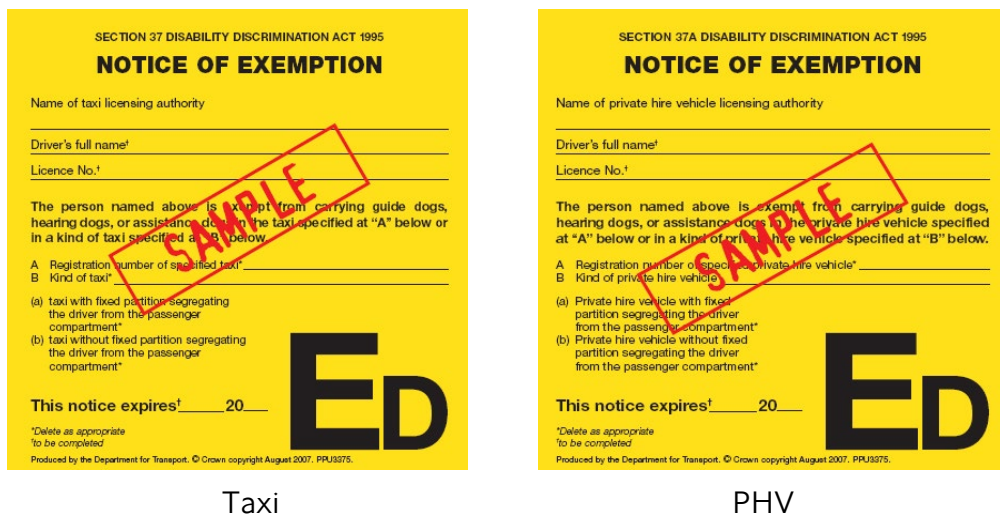 SECTION 37 DISABILITY DISCRIMINATION ACT 1995
NOTICE OF EXEMPTION
Name of taxi licensing authority
Driver's full name†
Licence No.†
The person named above is exempt from carrying guide dogs,
hearing dogs, or assistance dogs in the taxi specified at "A" below or
in a kind of taxi specified at "B" below.
A Registration number of specified taxi*
B Kind of taxi*
(a) taxi with fixed partition segregating
the driver from the passenger
compartment*
(b) taxi without fixed partition segregating
the driver from the passenger
compartment*
This notice expires†______20___
*Delete as appropriate
†to be completed
Produced by the Department for Transport. © Crown copyright August 2007. PPU3375.
ED
SAMPLE
Taxi
SECTION 37A DISABILITY DISCRIMINATION ACT 1995
NOTICE OF EXEMPTION
Name of private hire vehicle licensing authority
Driver's full name†
Licence No.†
The person named above is exempt from carrying guide dogs,
hearing dogs, or assistance dogs in the private hire vehicle specified
at "A" below or in a kind of private hire vehicle specified at "B" below.
A Registration number of specified private hire vehicle*
B Kind of private hire vehicle
(a) Private hire vehicle with fixed
partition segregating the driver
from the passenger compartment*
(b) Private hire vehicle without fixed
partition segregating the driver
from the passenger compartment*
This notice expires†______20___
*Delete as appropriate
†to be completed
Produced by the Department for Transport. © Crown copyright August 2007. PPU3375.
ED
SAMPLE
PHV